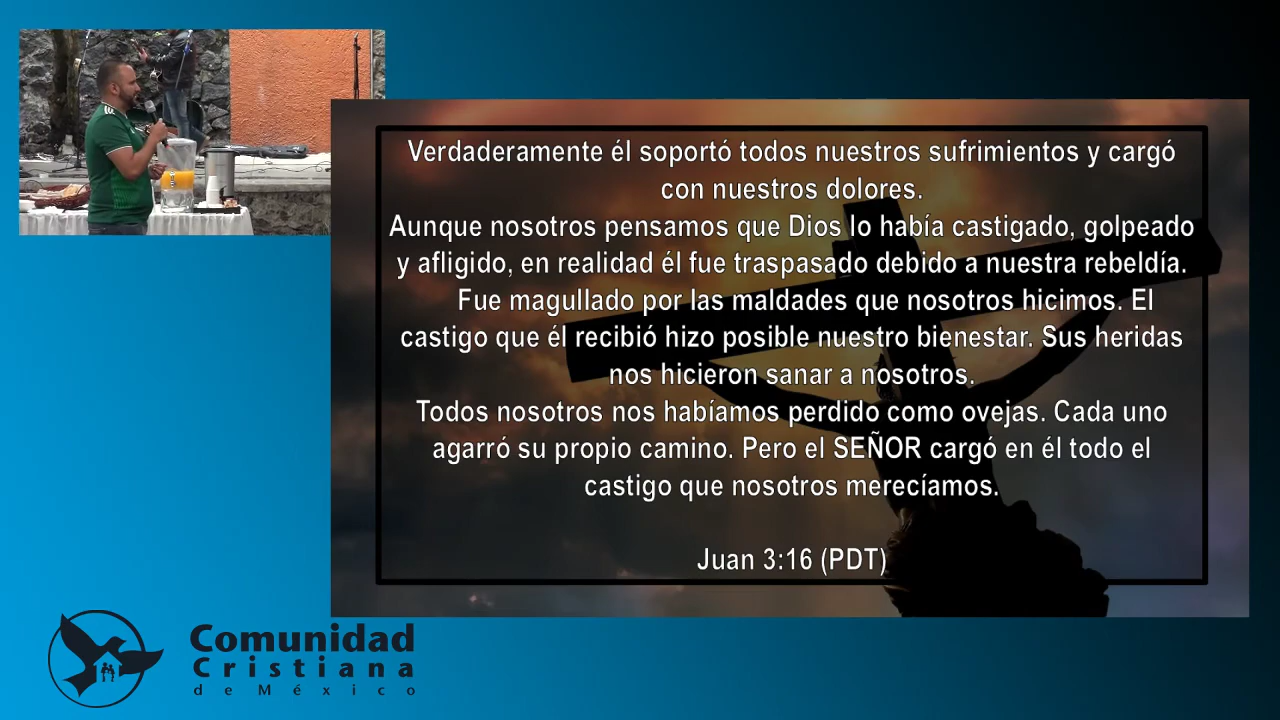 Verdaderamente él soportó todos nuestros sufrimientos y cargó
con nuestros dolores.
Aunque nosotros pensamos que Dios lo había castigado, golpeado
y afligido, en realidad él fue traspasado debido a nuestra rebeldía.
Fue magullado por las maldades que nosotros hicimos. El
castigo que él recibió hizo posible nuestro bienestar. Sus heridas
nos hicieron sanar a nosotros.
Todos nosotros nos habíamos perdido como ovejas. Cada uno
agarró su propio camino. Pero el SEÑOR cargó en él todo el
castigo que nosotros merecíamos.
Juan 3:16 (PDT)
Comunidad
Cristiana
de México